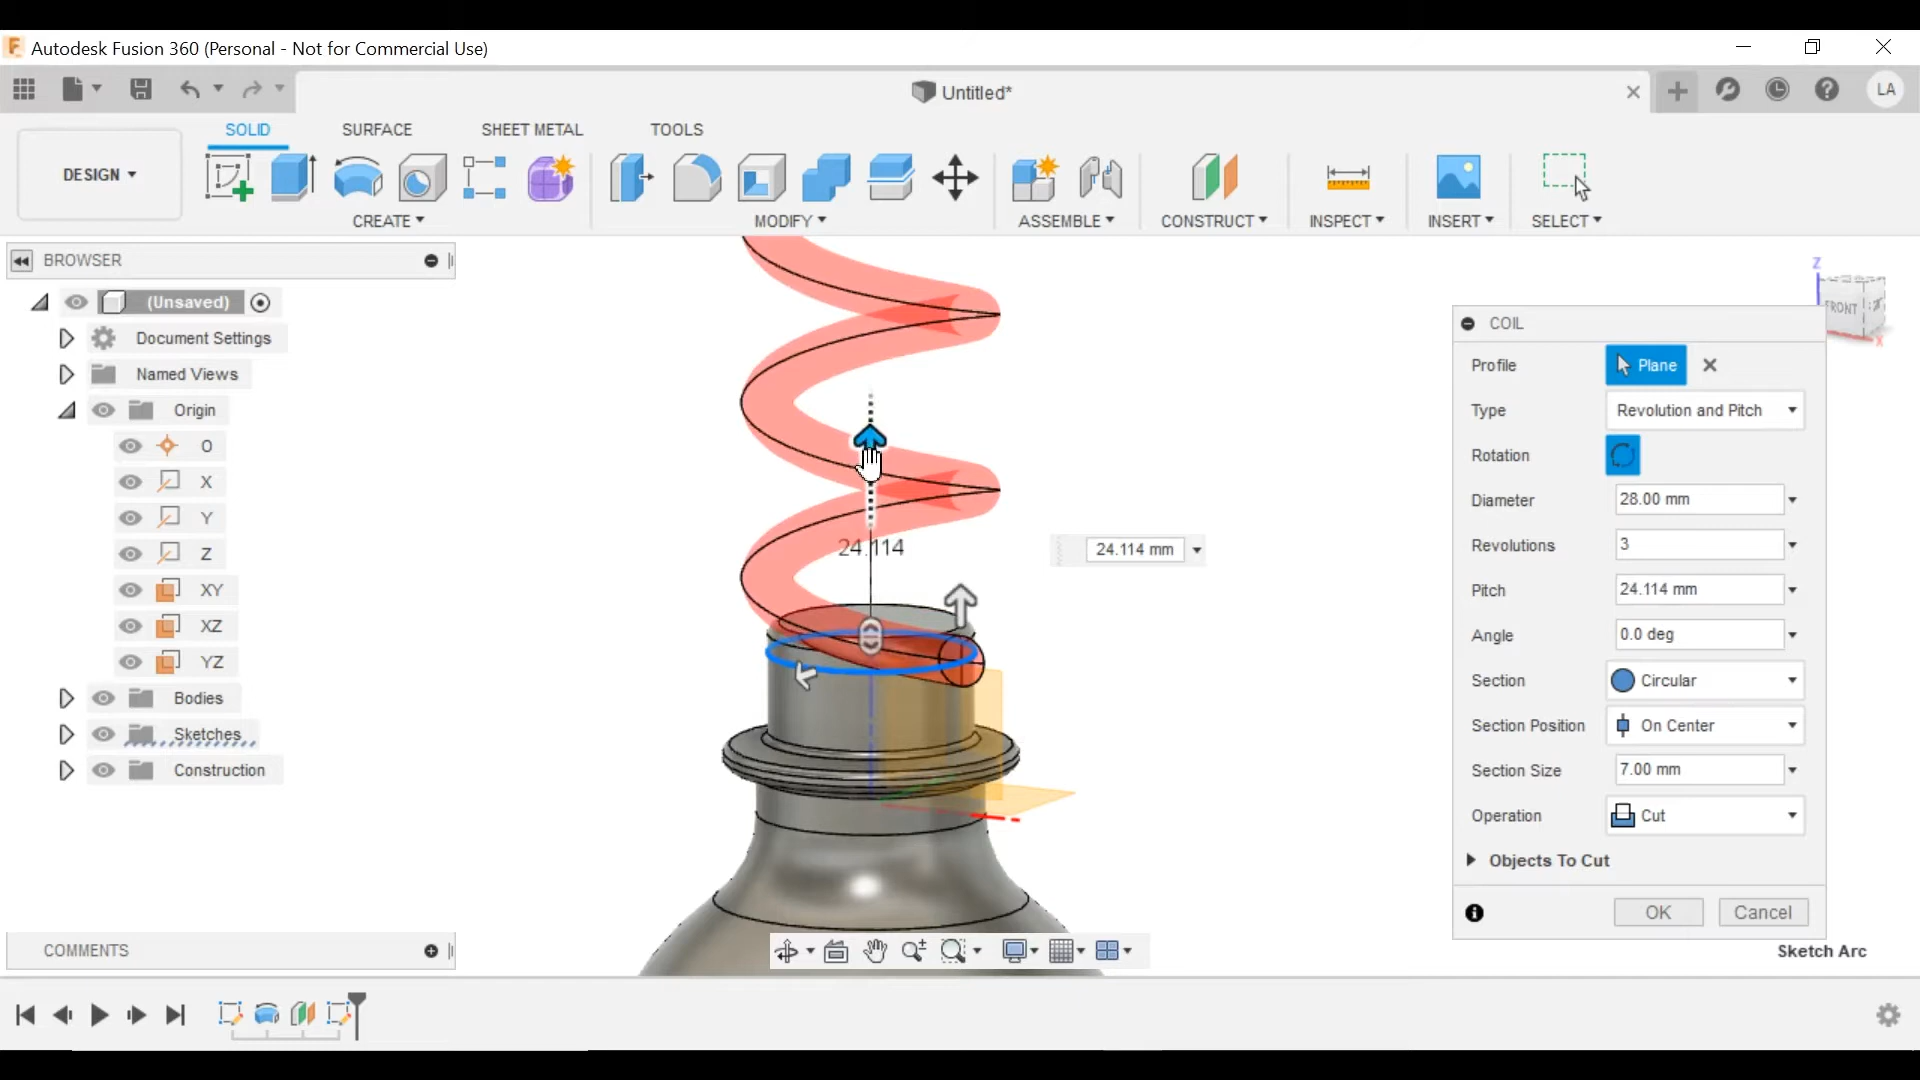 Autodesk Fusion 360 (Personal - Not for Commercial Use)
Untitled*
LA
SOLID SURFACE SHEET METAL TOOLS
DESIGN
CREATE MODIFY ASSEMBLE CONSTRUCT INSPECT INSERT SELECT
BROWSER
(Unsaved)
Document Settings
Named Views
Origin
O
X
Y
Z
XY
XZ
YZ
Bodies
Sketches
Construction
24.114
24.114 mm
Z
FRONT
X
COIL
Profile Plane
Type Revolution and Pitch
Rotation
Diameter 28.00 mm
Revolutions 3
Pitch 24.114 mm
Angle 0.0 deg
Section Circular
Section Position On Center
Section Size 7.00 mm
Operation Cut
Objects To Cut
OK Cancel
COMMENTS
Sketch Arc